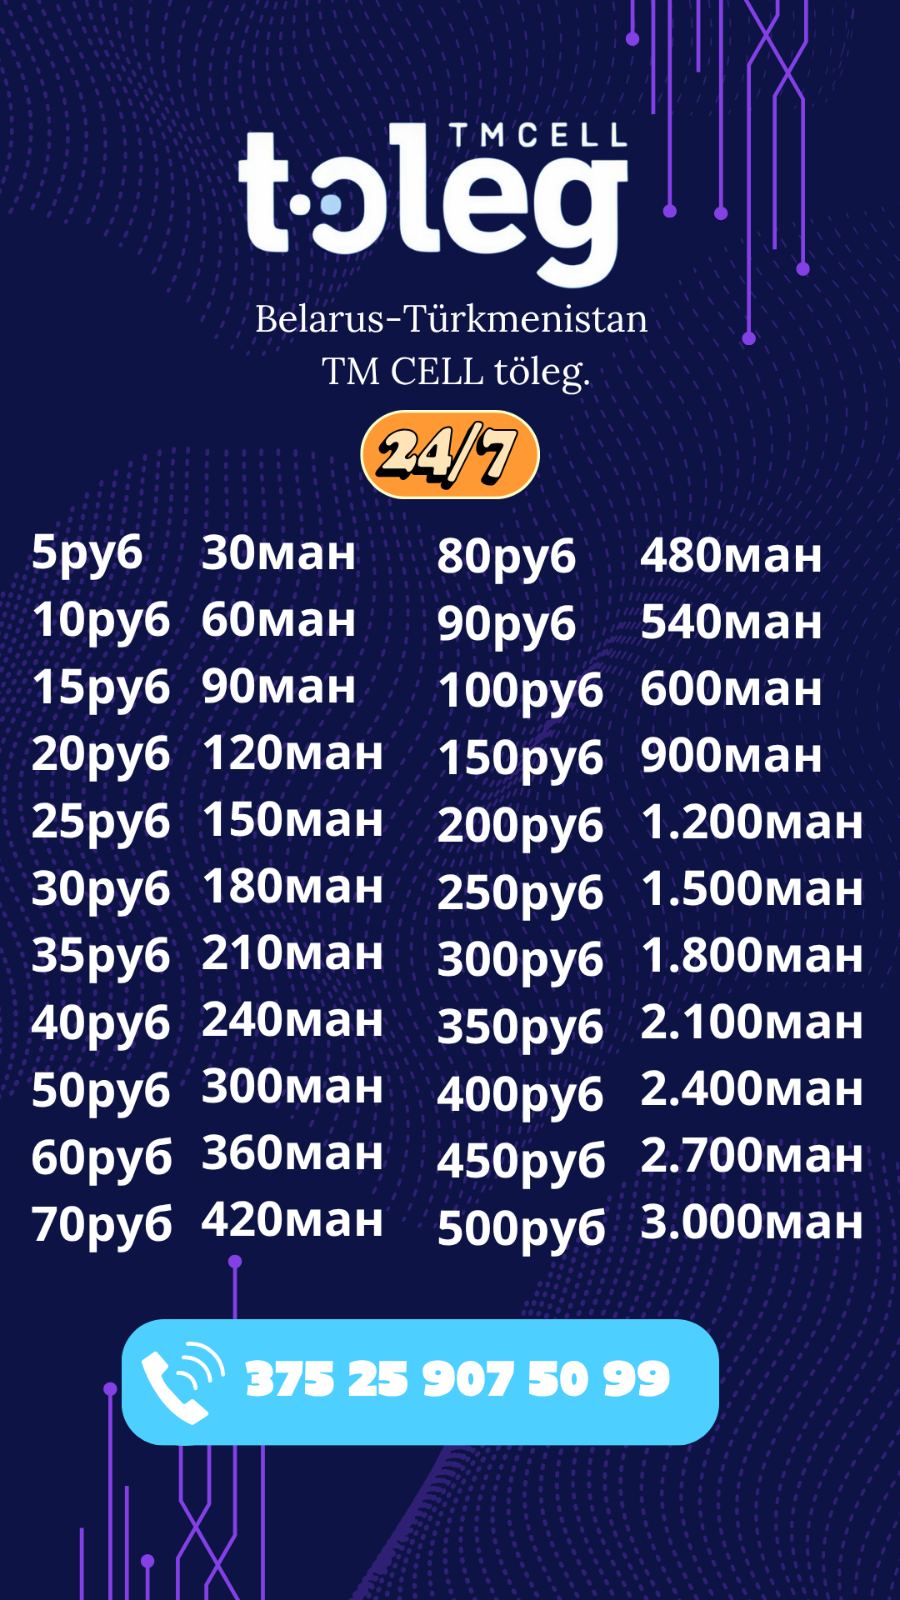 TMCELL
töleg
Belarus-Türkmenistan
TM CELL töleg.
24/7
5руб 30ман
10руб 60ман
15руб 90ман
20руб 120ман
25руб 150ман
30руб 180ман
35руб 210ман
40руб 240ман
50руб 300ман
60руб 360ман
70руб 420ман
80руб 480ман
90руб 540ман
100руб 600ман
150руб 900ман
200руб 1.200ман
250руб 1.500ман
300руб 1.800ман
350руб 2.100ман
400руб 2.400ман
450руб 2.700ман
500руб 3.000ман
375 25 907 50 99